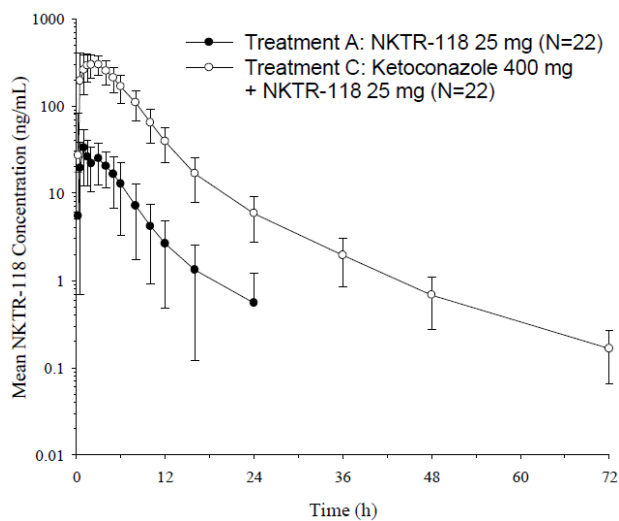 1000
100
10
1
0.1
0.01
Mean NKTR-118 Concentration (ng/mL)
Treatment A: NKTR-118 25 mg (N=22)
Treatment C: Ketoconazole 400 mg
+ NKTR-118 25 mg (N=22)
0 12 24 36 48 60 72
Time (h)